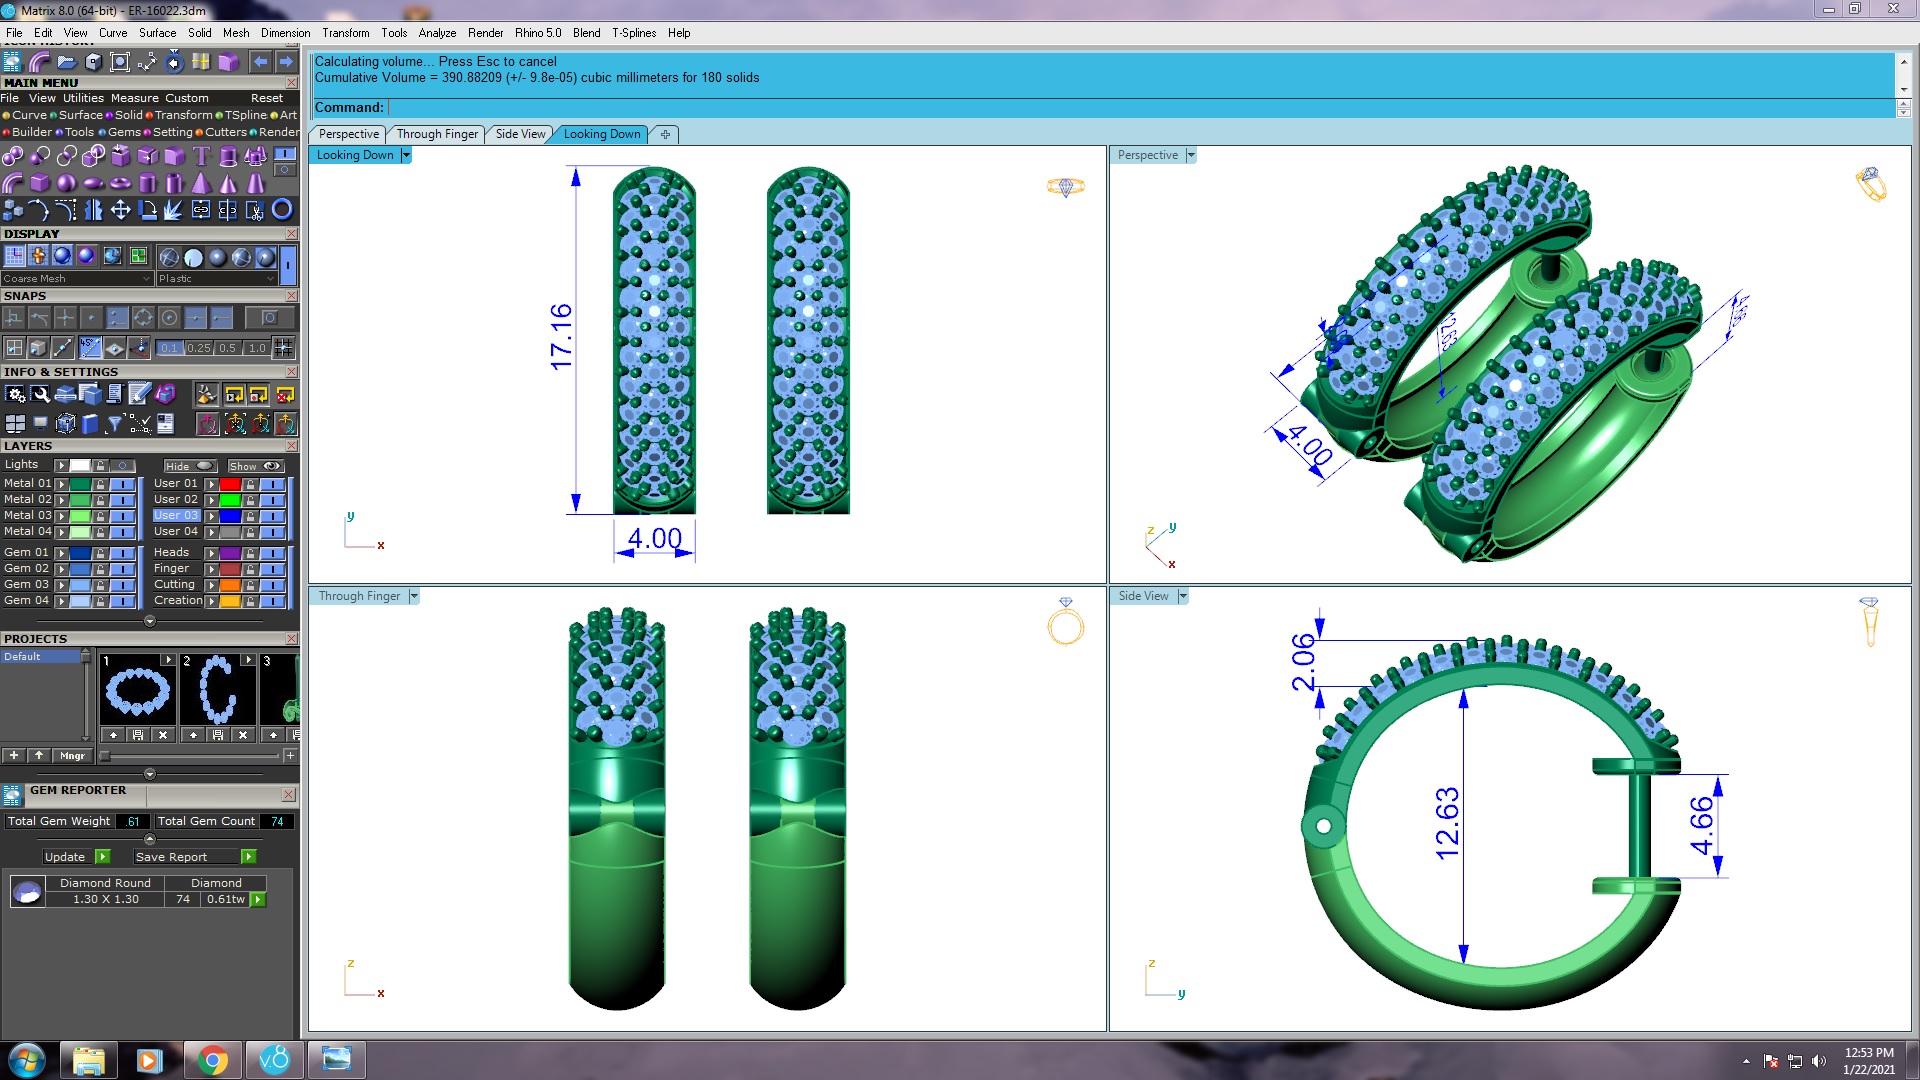 Matrix 8.0 (64-bit) - ER-16022.3dm
File Edit View Curve Surface Solid Mesh Dimension Transform Tools Analyze Render Rhino 5.0 Blend T-Splines Help
MAIN MENU
File View Utilities Measure Custom Reset
Curve Surface Solid Transform TSpline Art
Builder Tools Gems Setting Cutters Render
DISPLAY
Coarse Mesh Plastic
SNAPS
45°
0.1 0.25 0.5 1.0
INFO & SETTINGS
LAYERS
Lights Hide Show
Metal 01 User 01
Metal 02 User 02
Metal 03 User 03
Metal 04 User 04
Gem 01 Heads
Gem 02 Finger
Gem 03 Cutting
Gem 04 Creation
PROJECTS
Default
1 2 3
Mngr
GEM REPORTER
Total Gem Weight .61 Total Gem Count 74
Update Save Report
Diamond Round Diamond
1.30 X 1.30 74 0.61tw
Calculating volume... Press Esc to cancel
Cumulative Volume = 390.88209 (+/- 9.8e-05) cubic millimeters for 180 solids
Command:
Perspective Through Finger Side View Looking Down
Looking Down
17.16
4.00
y
x
Perspective
4.00
z
y
x
Through Finger
z
x
Side View
2.06
12.63
4.66
z
y
v8
12:53 PM
1/22/2021